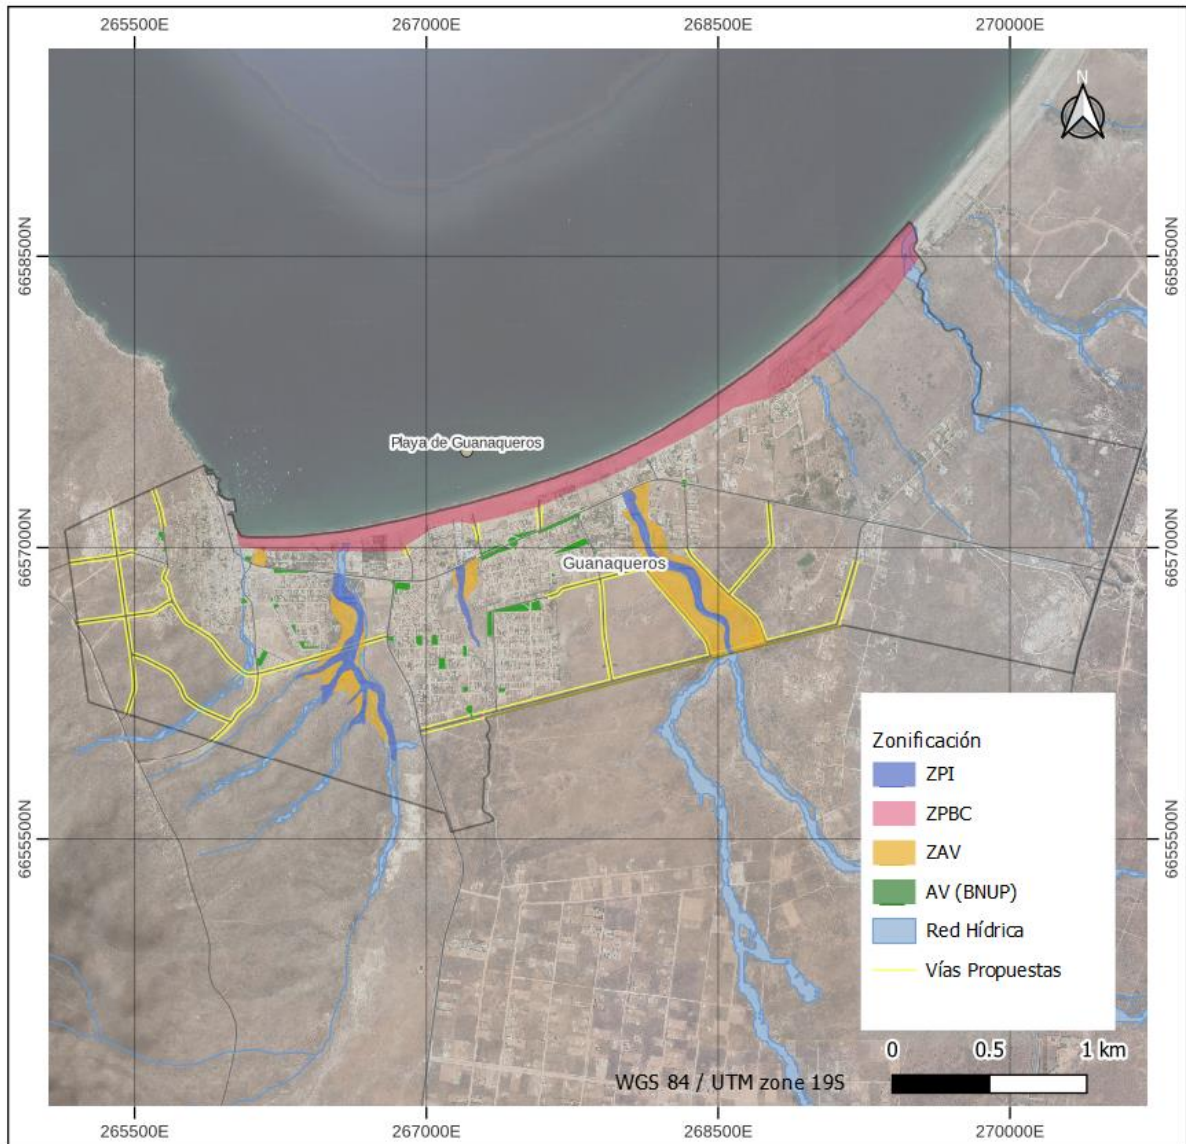 265500E 267000E 268500E 270000E
N
6658500N 6658500N
Playa de Guanaqueros
6657000N 6657000N
Guanaqueros
6655500N 6655500N
Zonificación
ZPI
ZPBC
ZAV
AV (BNUP)
Red Hídrica
Vías Propuestas
0 0.5 1 km
WGS 84 / UTM zone 19S
265500E 267000E 268500E 270000E